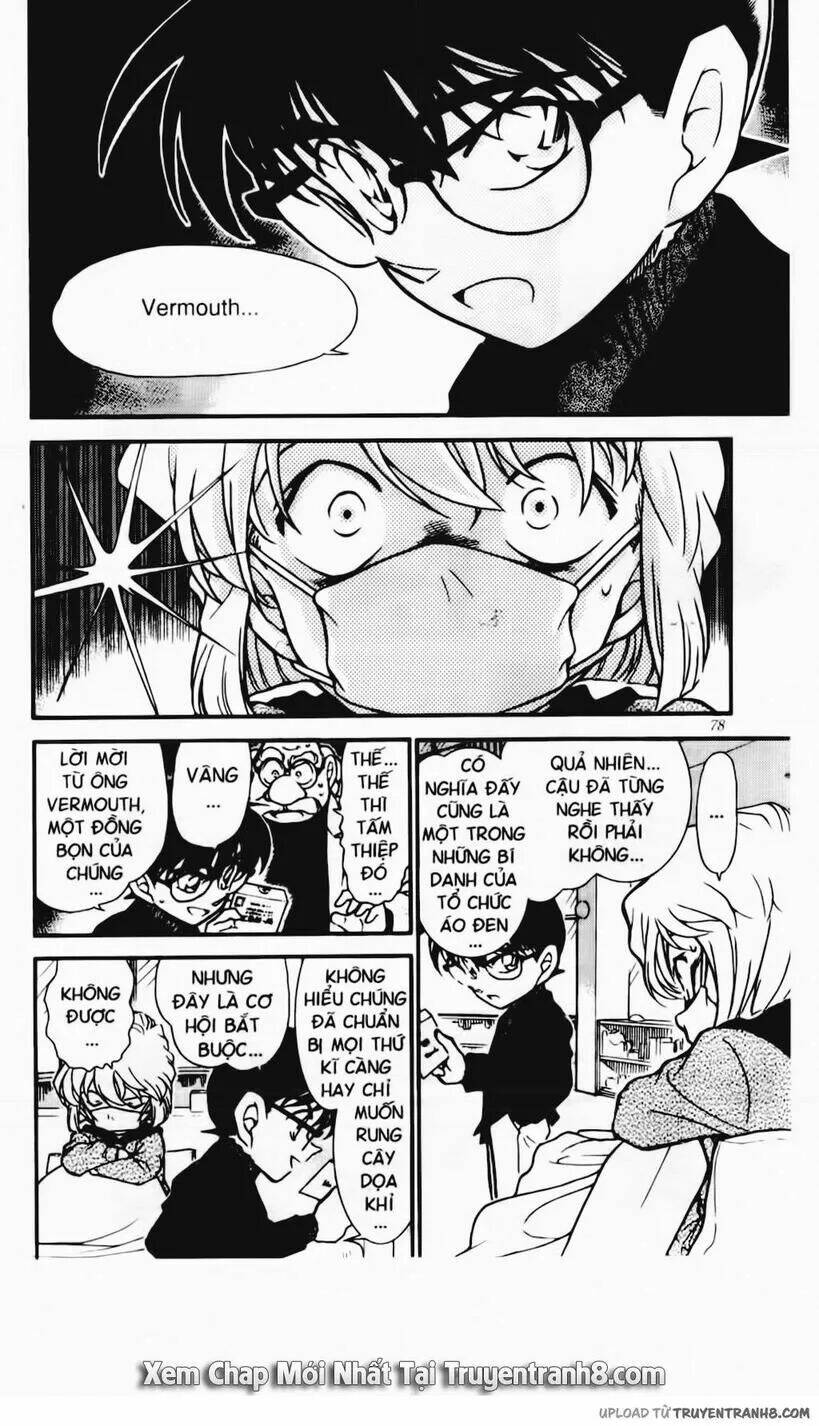 Vermouth...
78
...
QUẢ NHIÊN...
CẬU ĐÃ TỪNG
NGHE THẤY
RỒI PHẢI
KHÔNG...
CÓ
NGHĨA ĐẤY
CŨNG LÀ
MỘT TRONG
NHỮNG BÍ
DANH CỦA
TỔ CHỨC
ÁO ĐEN
...
THẾ...
THẾ
THÌ
TẤM
THIỆP
ĐÓ
...
VÂNG
...
LỜI MỜI
TỪ ÔNG
VERMOUTH,
MỘT ĐỒNG
BỌN CỦA
CHÚNG
...
KHÔNG
HIỂU CHÚNG
ĐÃ CHUẨN
BỊ MỌI THỨ
KĨ CÀNG
HAY CHỈ
MUỐN
RUNG
CÂY
DỌA
KHỈ
...
NHƯNG
ĐÂY LÀ CƠ
HỘI BẮT
BUỘC...
KHÔNG
ĐƯỢC
...
Xem Chap Mới Nhất Tại Truyentranh8.com
UPLOAD TỪ TRUYENTRANH8.COM